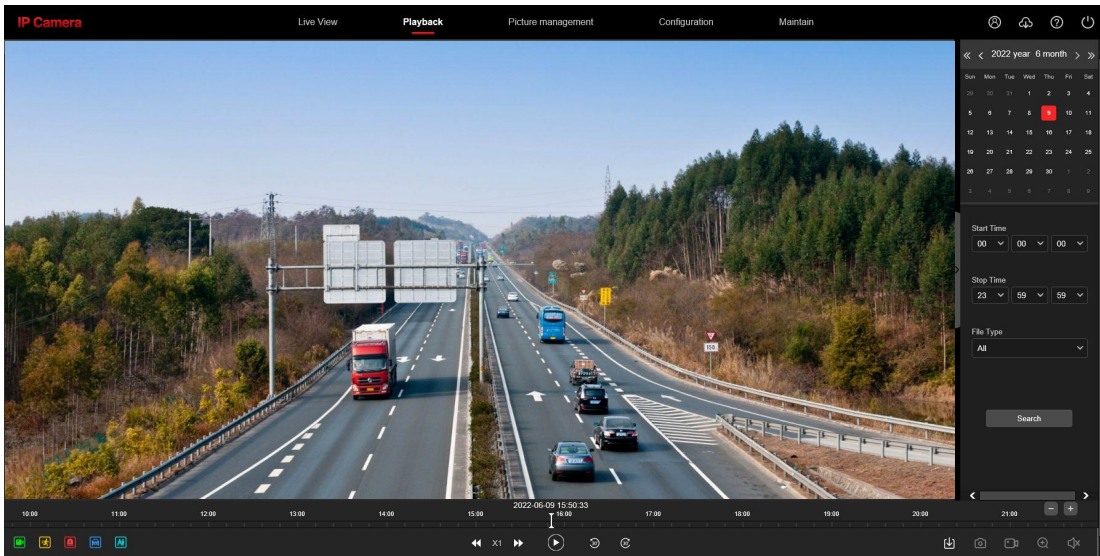 IP Camera Live View Playback Picture management Configuration Maintain
« < 2022 year 6 month > »
Sun Mon Tue Wed Thu Fri Sat
29 30 31 1 2 3 4
5 6 7 8 9 10 11
12 13 14 15 16 17 18
19 20 21 22 23 24 25
26 27 28 29 30 1 2
3 4 5 6 7 8 9
Start Time
00 00 00
Stop Time
23 59 59
File Type
All
Search
150
2022-06-09 15:50:33
10:00 11:00 12:00 13:00 14:00 15:00 16:00 17:00 18:00 19:00 20:00 21:00
X1 30 30